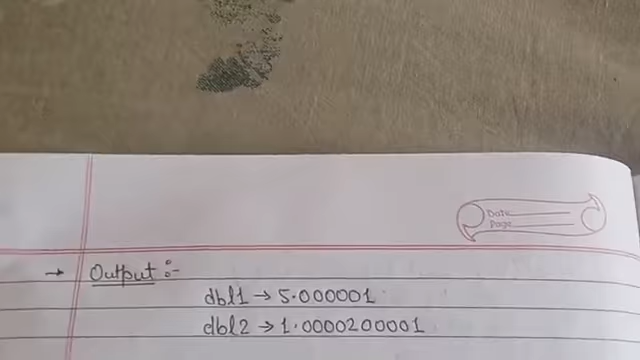 Date
Page
→ Output :-
dbl1 → 5.000001
dbl2 → 1.0000200001